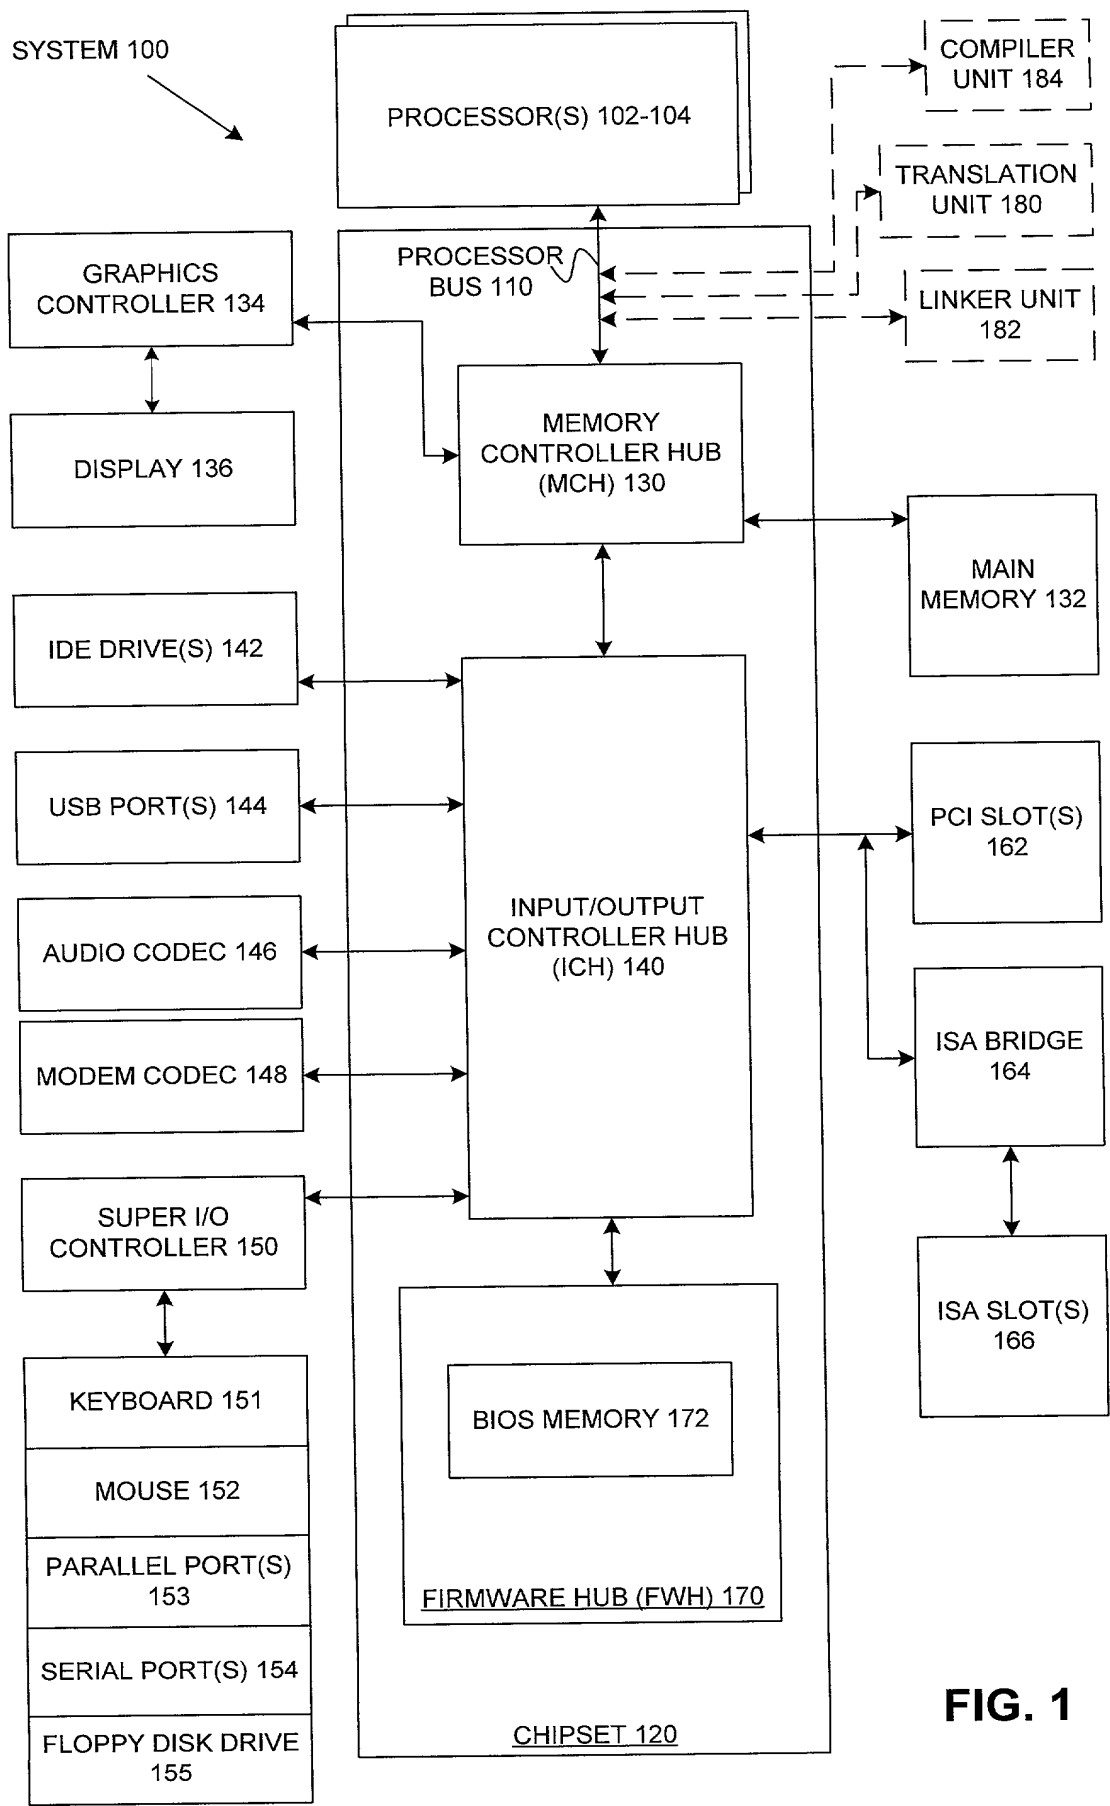 SYSTEM 100
PROCESSOR(S) 102-104
COMPILER
UNIT 184
TRANSLATION
UNIT 180
LINKER UNIT
182
PROCESSOR
BUS 110
GRAPHICS
CONTROLLER 134
DISPLAY 136
MEMORY
CONTROLLER HUB
(MCH) 130
MAIN
MEMORY 132
IDE DRIVE(S) 142
USB PORT(S) 144
AUDIO CODEC 146
MODEM CODEC 148
INPUT/OUTPUT
CONTROLLER HUB
(ICH) 140
PCI SLOT(S)
162
ISA BRIDGE
164
ISA SLOT(S)
166
SUPER I/O
CONTROLLER 150
KEYBOARD 151
MOUSE 152
PARALLEL PORT(S)
153
SERIAL PORT(S) 154
FLOPPY DISK DRIVE
155
BIOS MEMORY 172
FIRMWARE HUB (FWH) 170
CHIPSET 120
FIG. 1